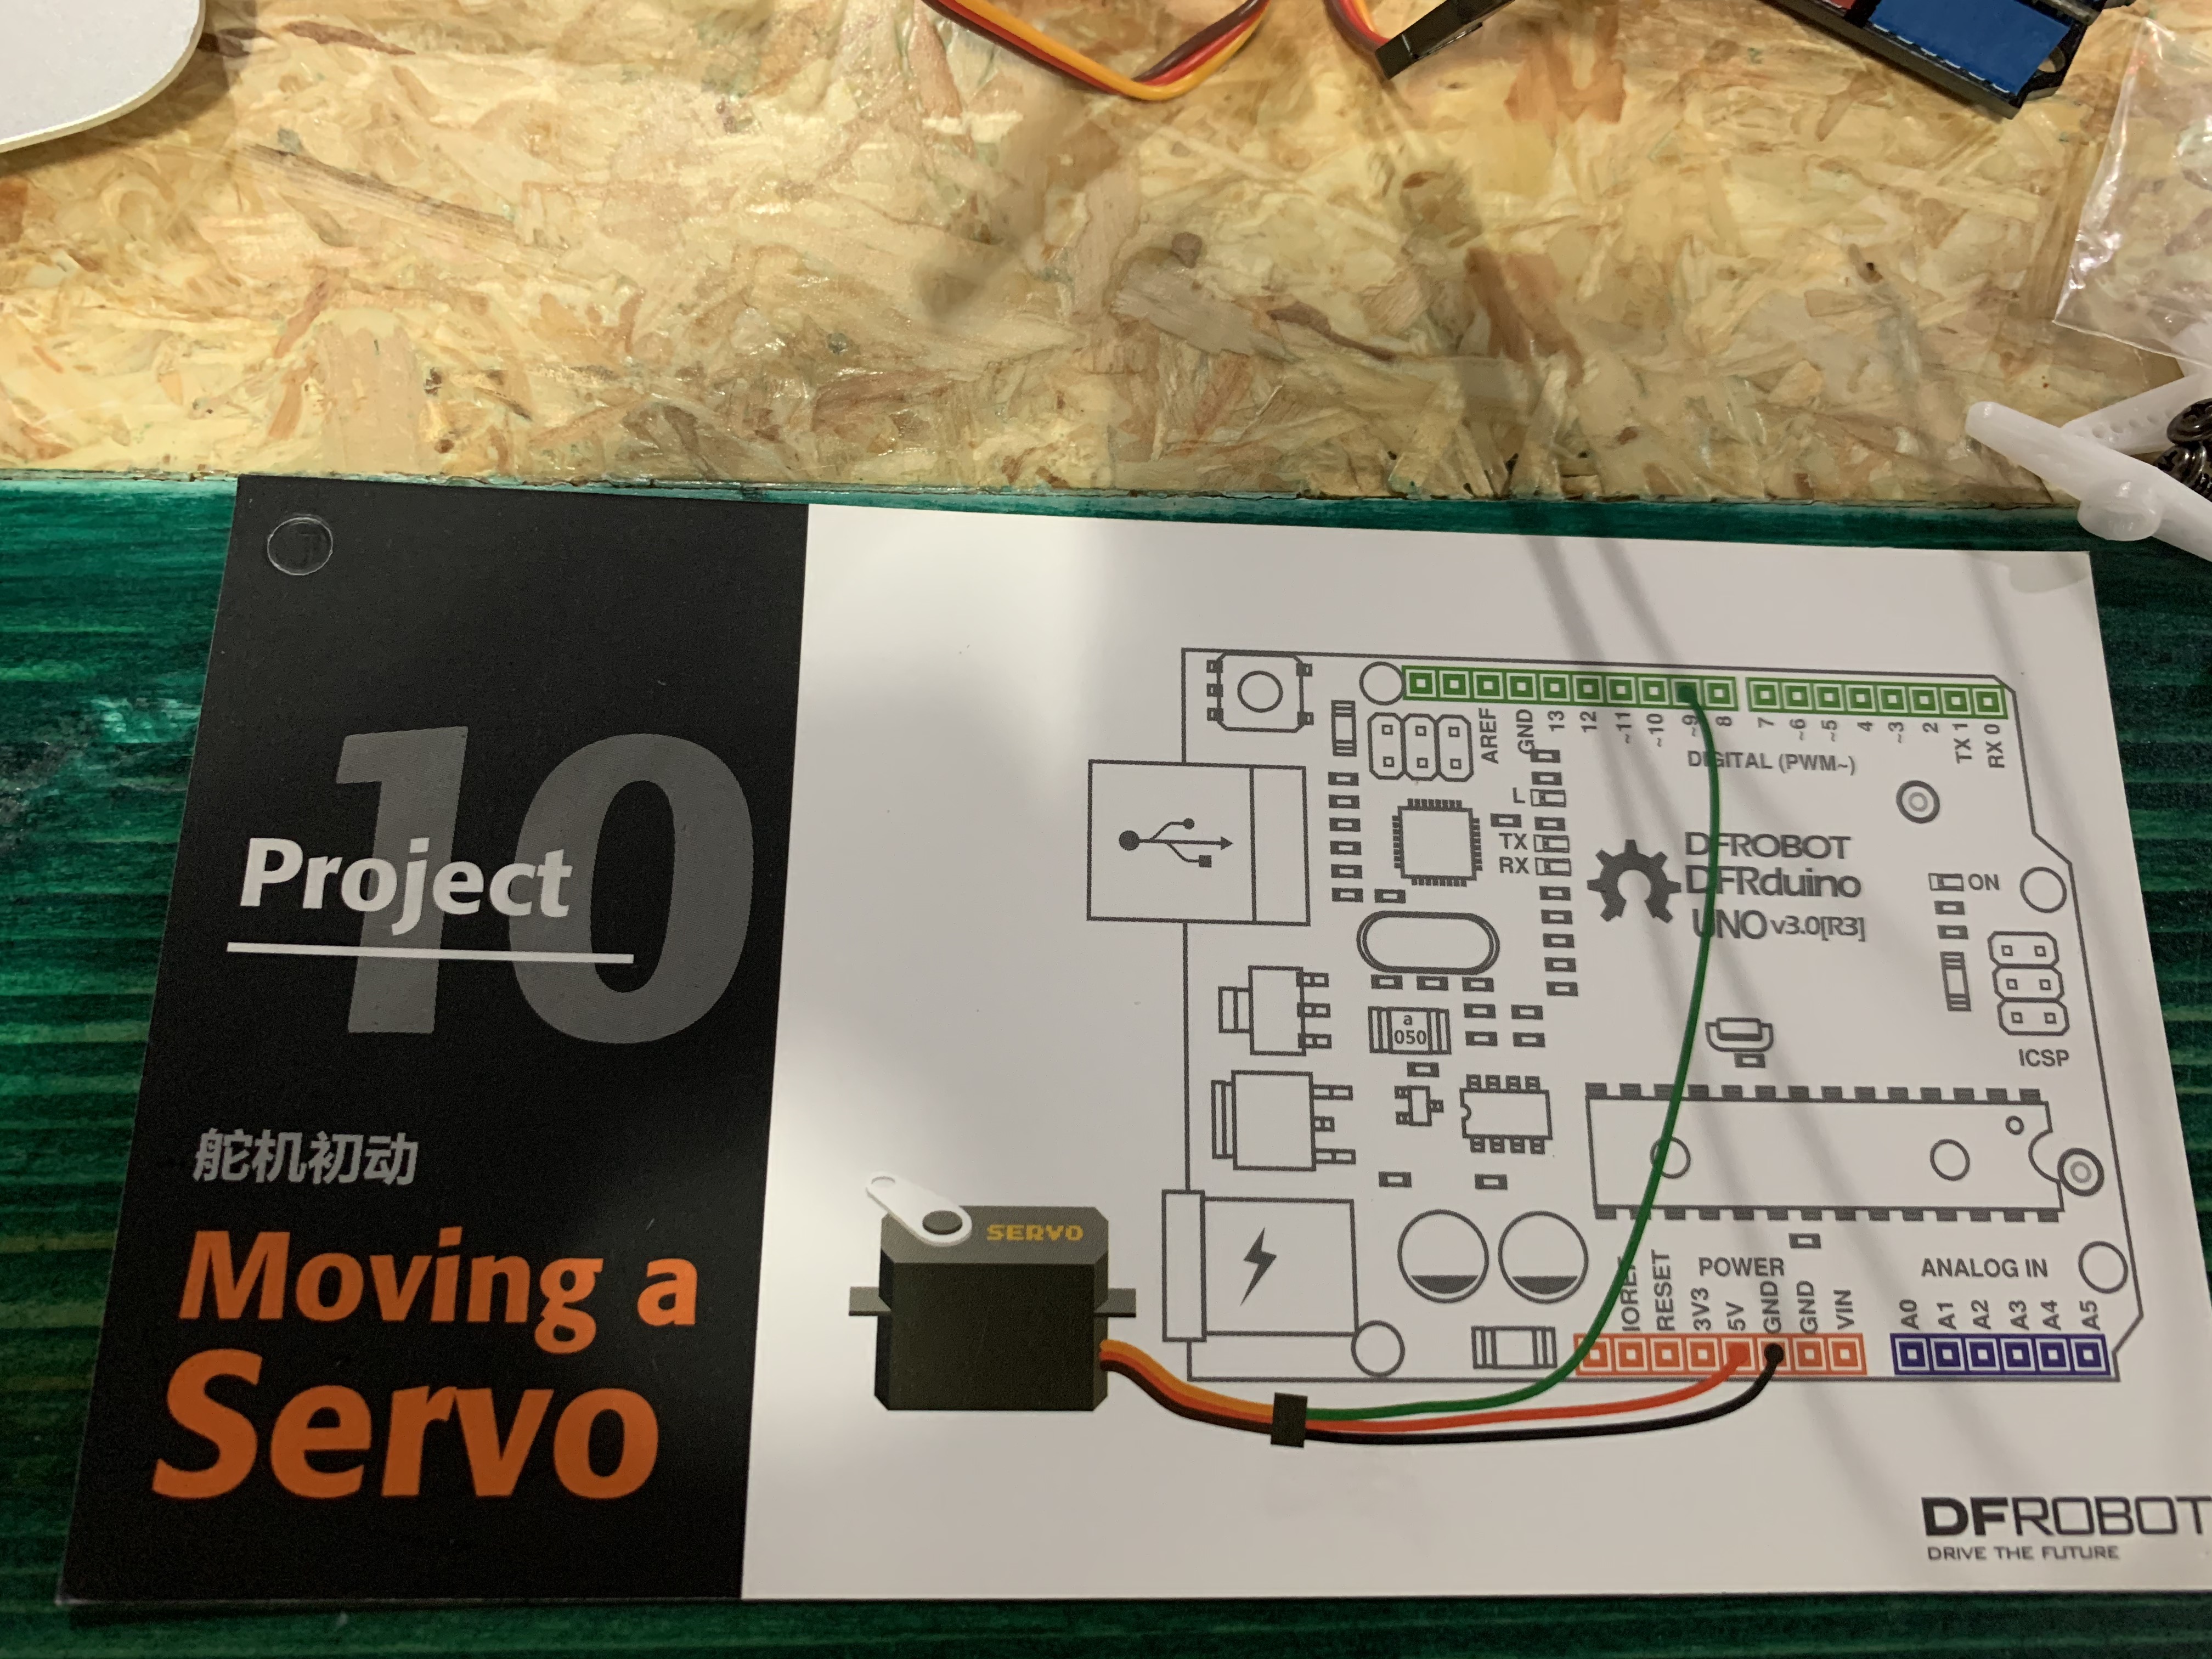 Project
10
舵机初动
Moving a
Servo
SERVO
a
050
AREF
GND
13
12
~11
~10
~9
8
7
~6
~5
4
~3
2
TX 1
RX 0
DIGITAL (PWM~)
L
TX
RX
DFROBOT
DFRduino
UNO v3.0[R3]
ON
ICSP
IOREF
RESET
3V3
5V
GND
GND
VIN
POWER
A0
A1
A2
A3
A4
A5
ANALOG IN
DFROBOT
DRIVE THE FUTURE